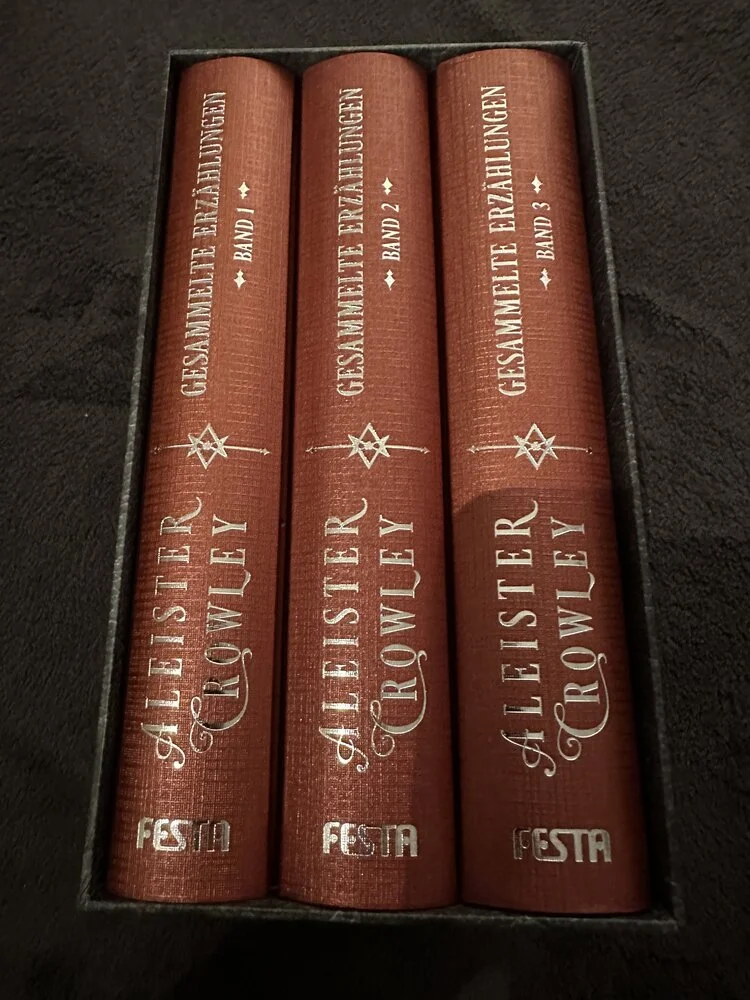 GESAMMELTE ERZÄHLUNGEN
BAND 1
ALEISTER
CROWLEY
FESTA
GESAMMELTE ERZÄHLUNGEN
BAND 2
ALEISTER
CROWLEY
FESTA
GESAMMELTE ERZÄHLUNGEN
BAND 3
ALEISTER
CROWLEY
FESTA